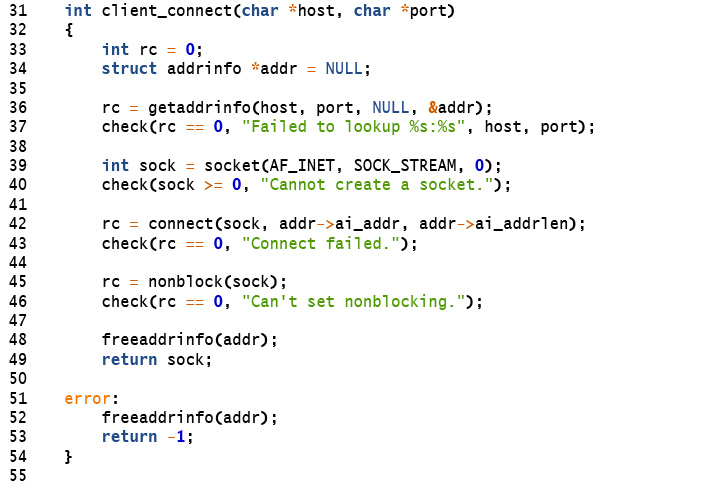 31    int client_connect(char *host, char *port)
32    {
33        int rc = 0;
34        struct addrinfo *addr = NULL;
35
36        rc = getaddrinfo(host, port, NULL, &addr);
37        check(rc == 0, "Failed to lookup %s:%s", host, port);
38
39        int sock = socket(AF_INET, SOCK_STREAM, 0);
40        check(sock >= 0, "Cannot create a socket.");
41
42        rc = connect(sock, addr->ai_addr, addr->ai_addrlen);
43        check(rc == 0, "Connect failed.");
44
45        rc = nonblock(sock);
46        check(rc == 0, "Can't set nonblocking.");
47
48        freeaddrinfo(addr);
49        return sock;
50
51    error:
52        freeaddrinfo(addr);
53        return -1;
54    }
55